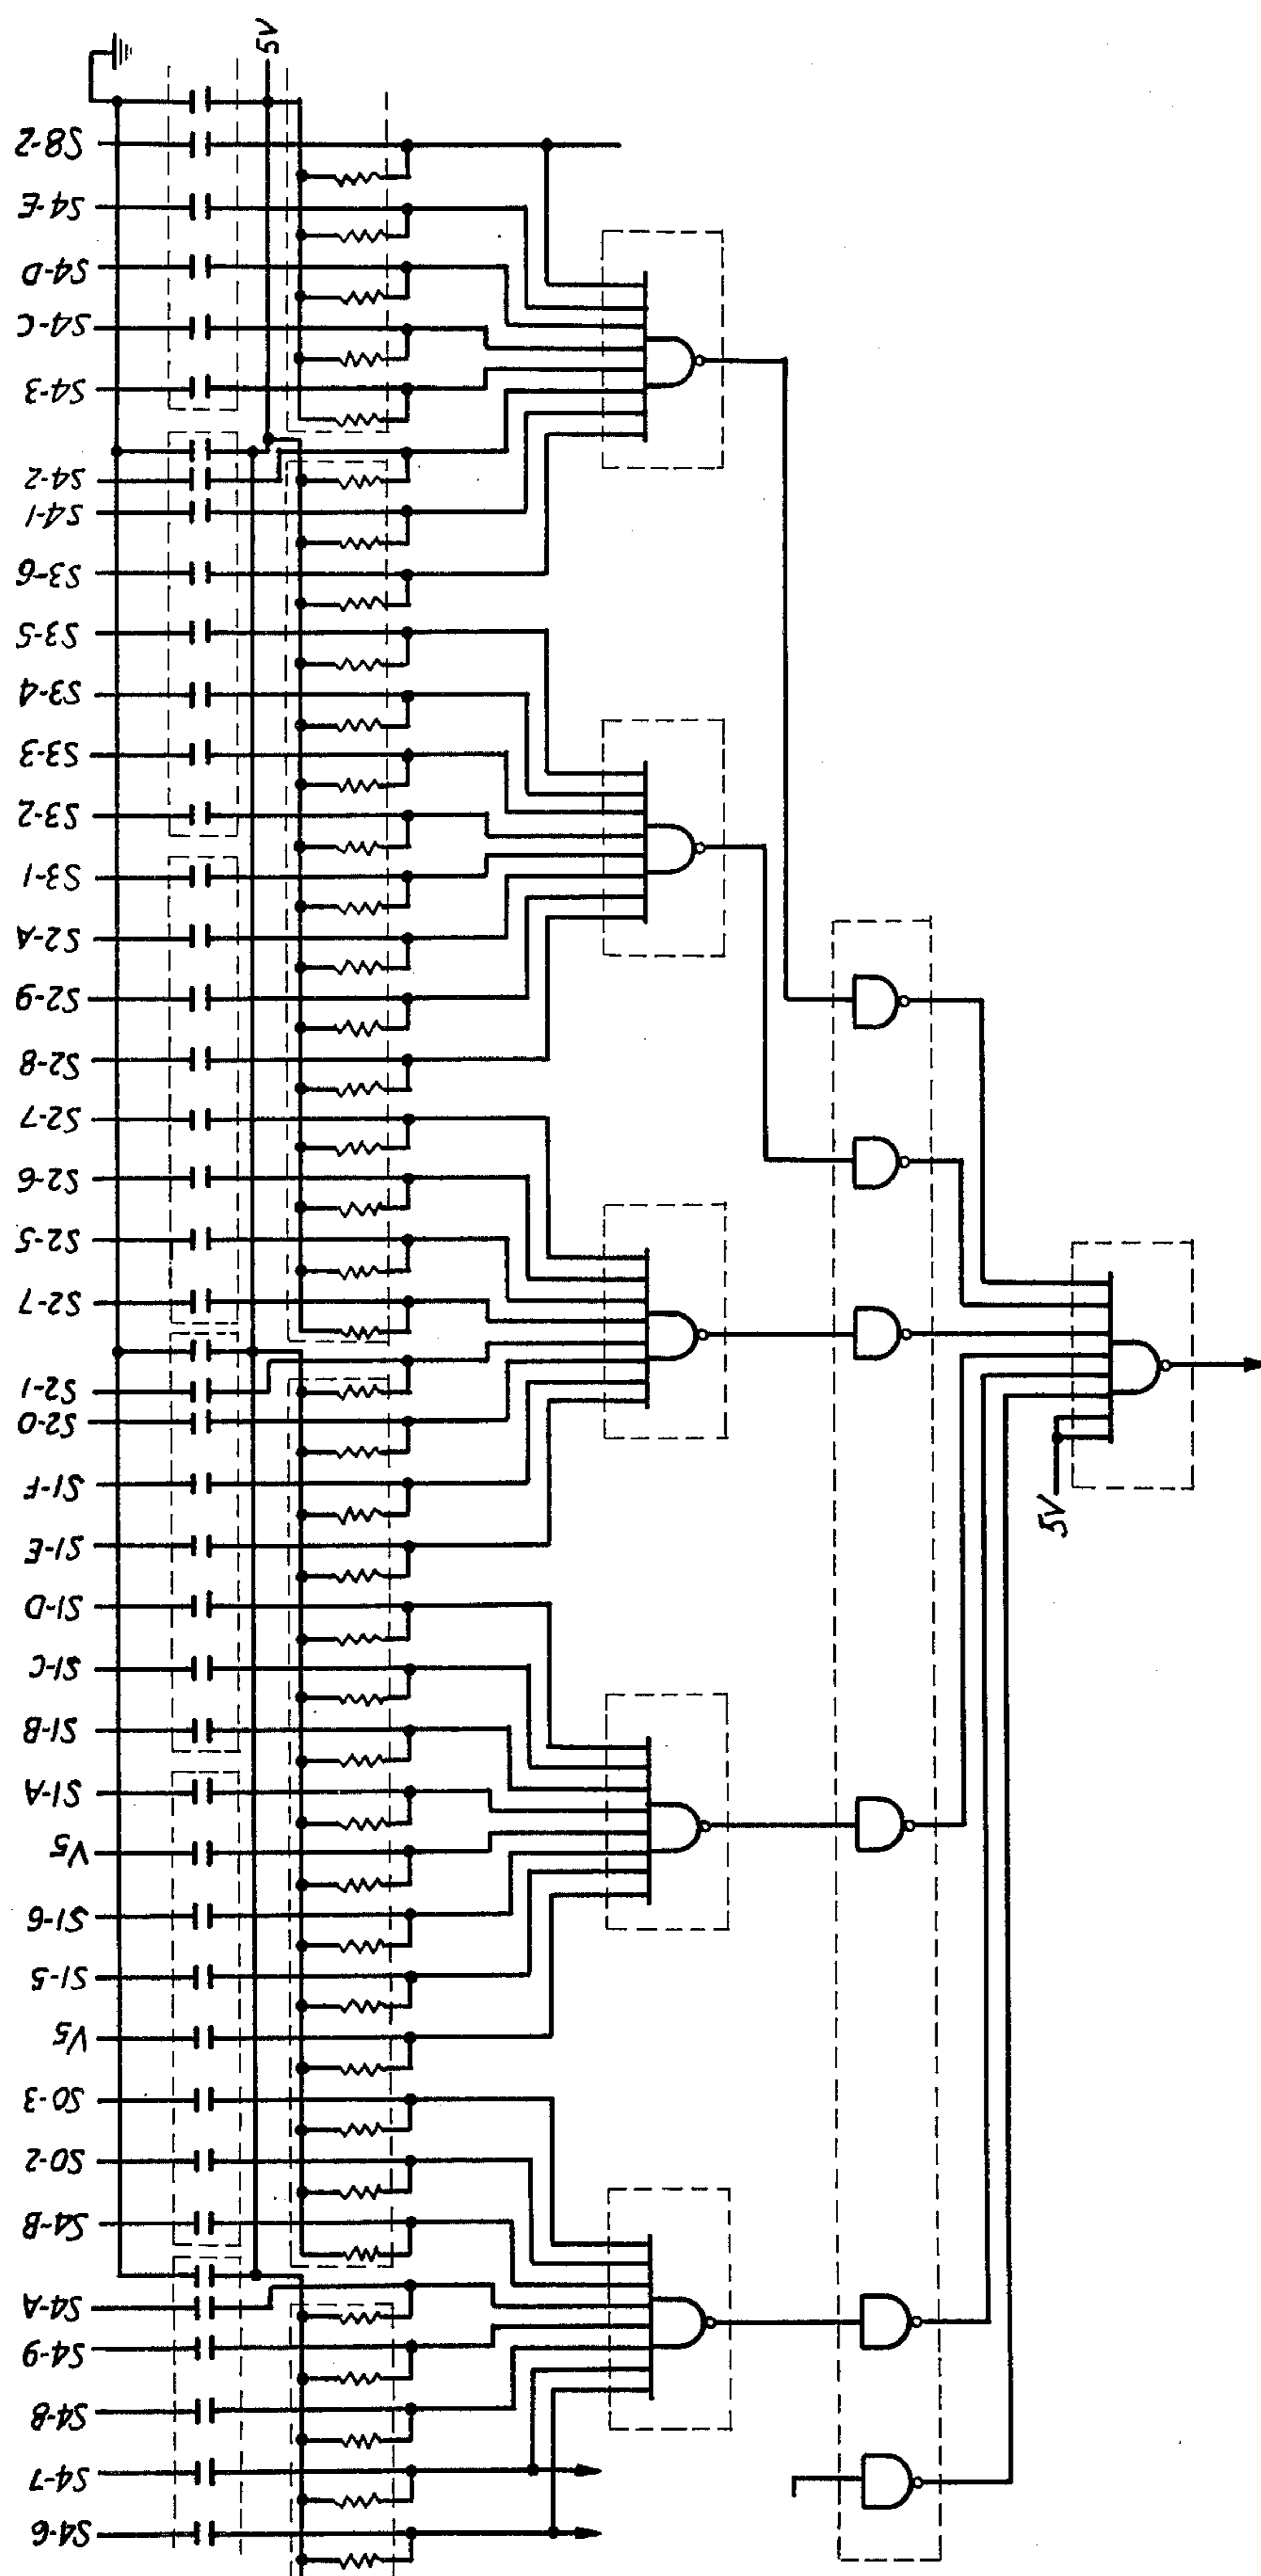 5V
S8-2
S4-E
S4-D
S4-C
S4-3
S4-2
S4-1
S3-6
S3-5
S3-4
S3-3
S3-2
S3-1
S2-A
S2-9
S2-8
S2-7
S2-6
S2-5
S2-7
S2-1
S2-0
S1-F
S1-E
S1-D
S1-C
S1-B
S1-A
V5
S1-6
S1-5
V5
S0-3
S0-2
S4-B
S4-A
S4-9
S4-8
S4-7
S4-6
5V